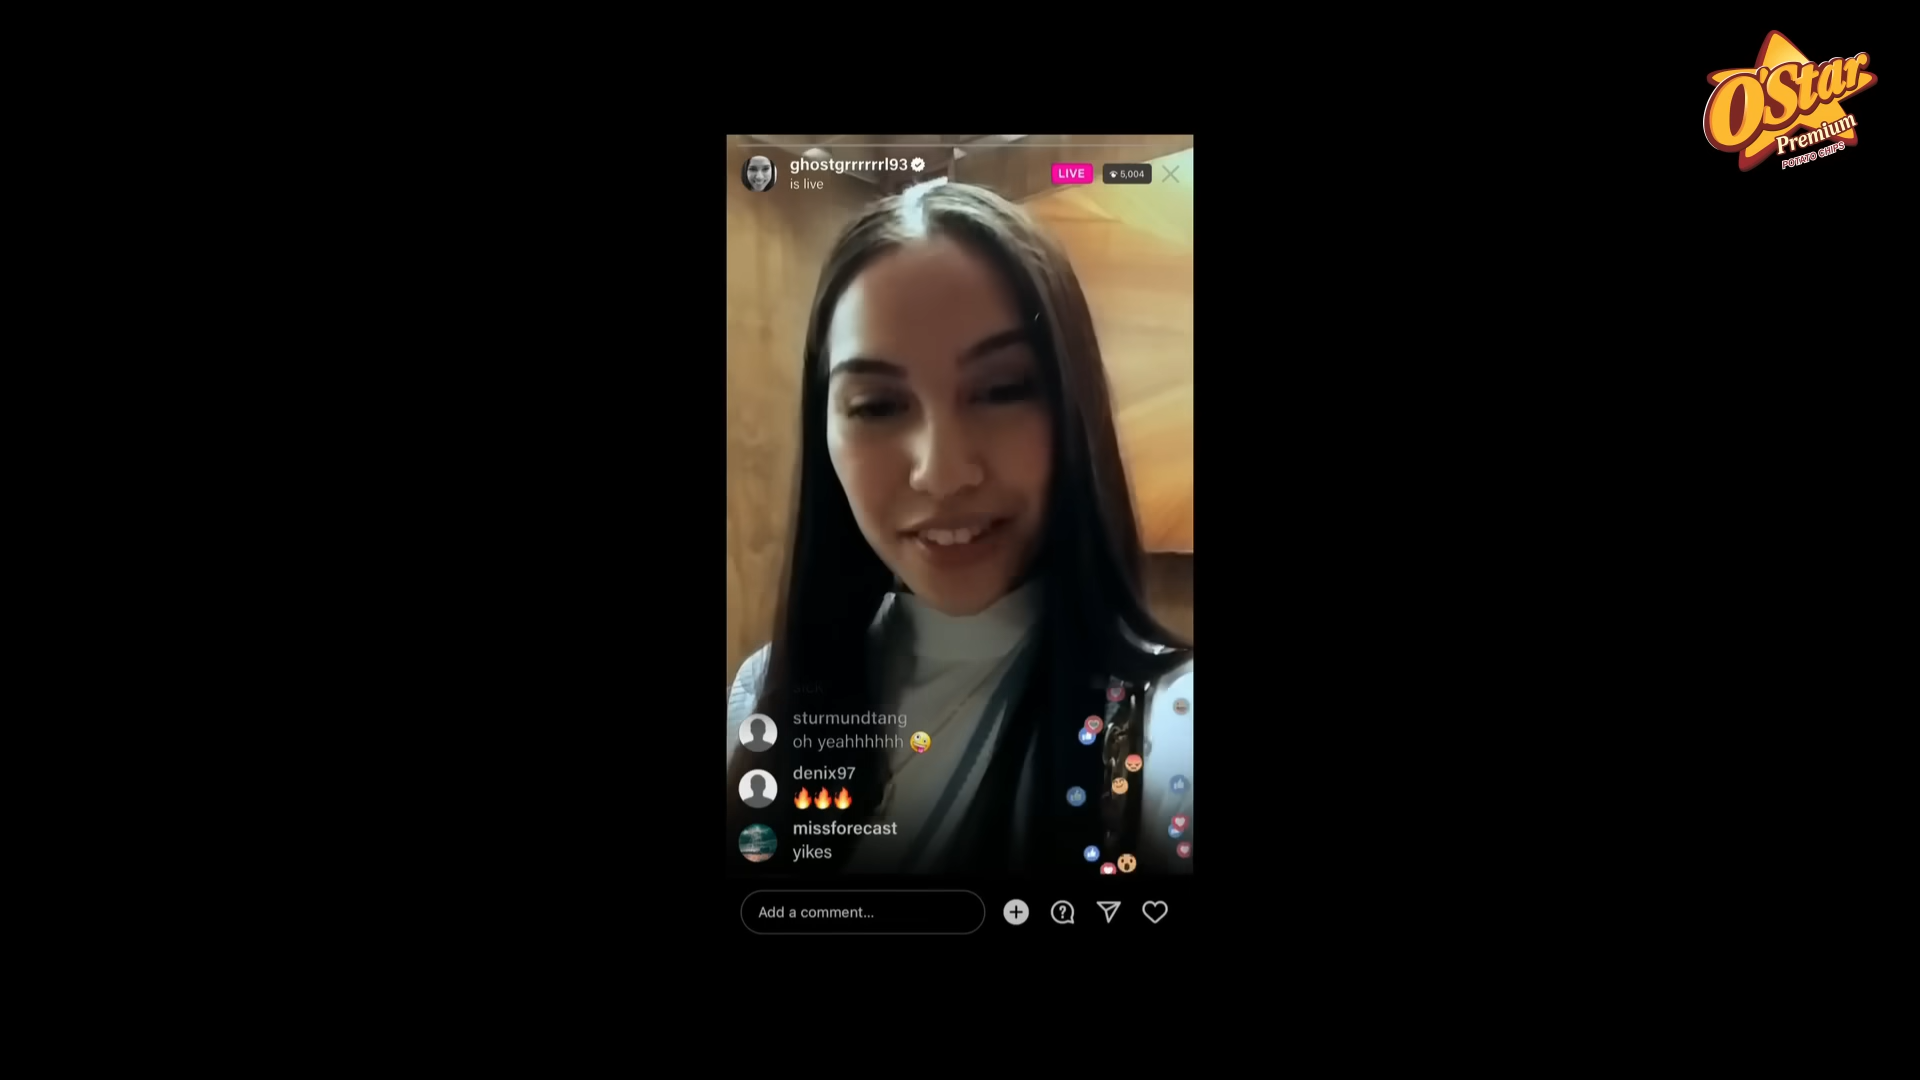 O'Star
Premium
POTATO CHIPS
ghostgrrrrrrl93
is live
LIVE
5,004
sturmundtang
oh yeahhhhhh 🤪
denix97
🔥🔥🔥
missforecast
yikes
Add a comment...